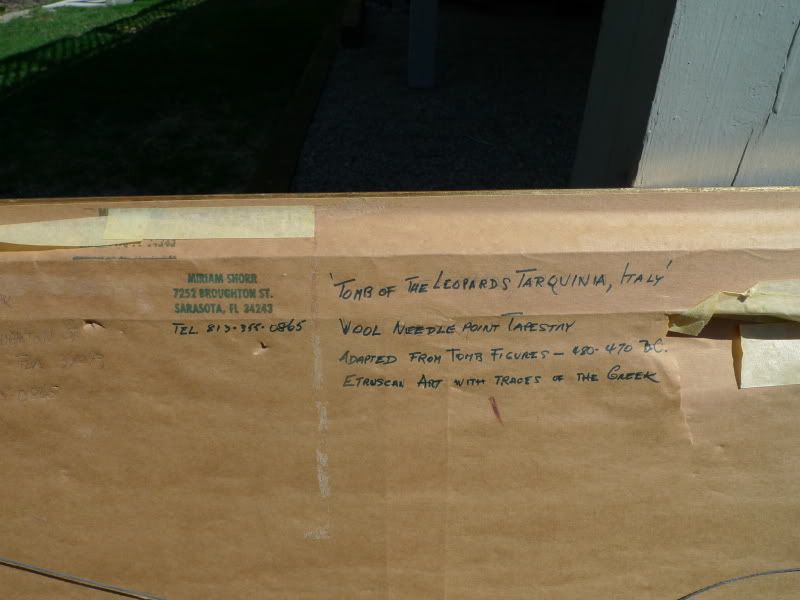 34243
MIRIAM SHORR
7252 BROUGHTON ST.
SARASOTA, FL 34243
TEL 813-355-0865
'TOMB OF THE LEOPARDS TARQUINIA, ITALY'
WOOL NEEDLE POINT TAPESTRY
ADAPTED FROM TOMB FIGURES – 480-470 B.C.
ETRUSCAN ART WITH TRACES OF THE GREEK